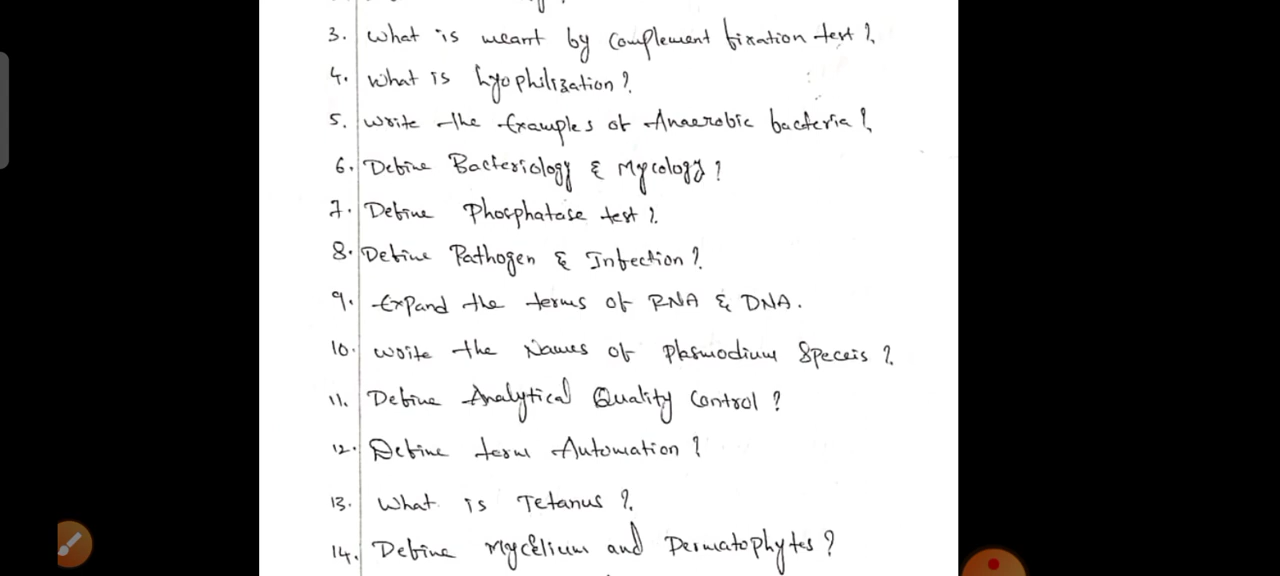 3. What is meant by Complement fixation test?
4. What is lyophilization?
5. Write the Examples of Anaerobic bacteria?
6. Define Bacteriology & Mycology?
7. Define Phosphatase test?
8. Define Pathogen & Infection?
9. Expand the terms of RNA & DNA.
10. Write the Names of Plasmodium Speceis?
11. Define Analytical Quality Control?
12. Define term Automation?
13. What is Tetanus?
14. Define Mycelium and Dermatophytes?